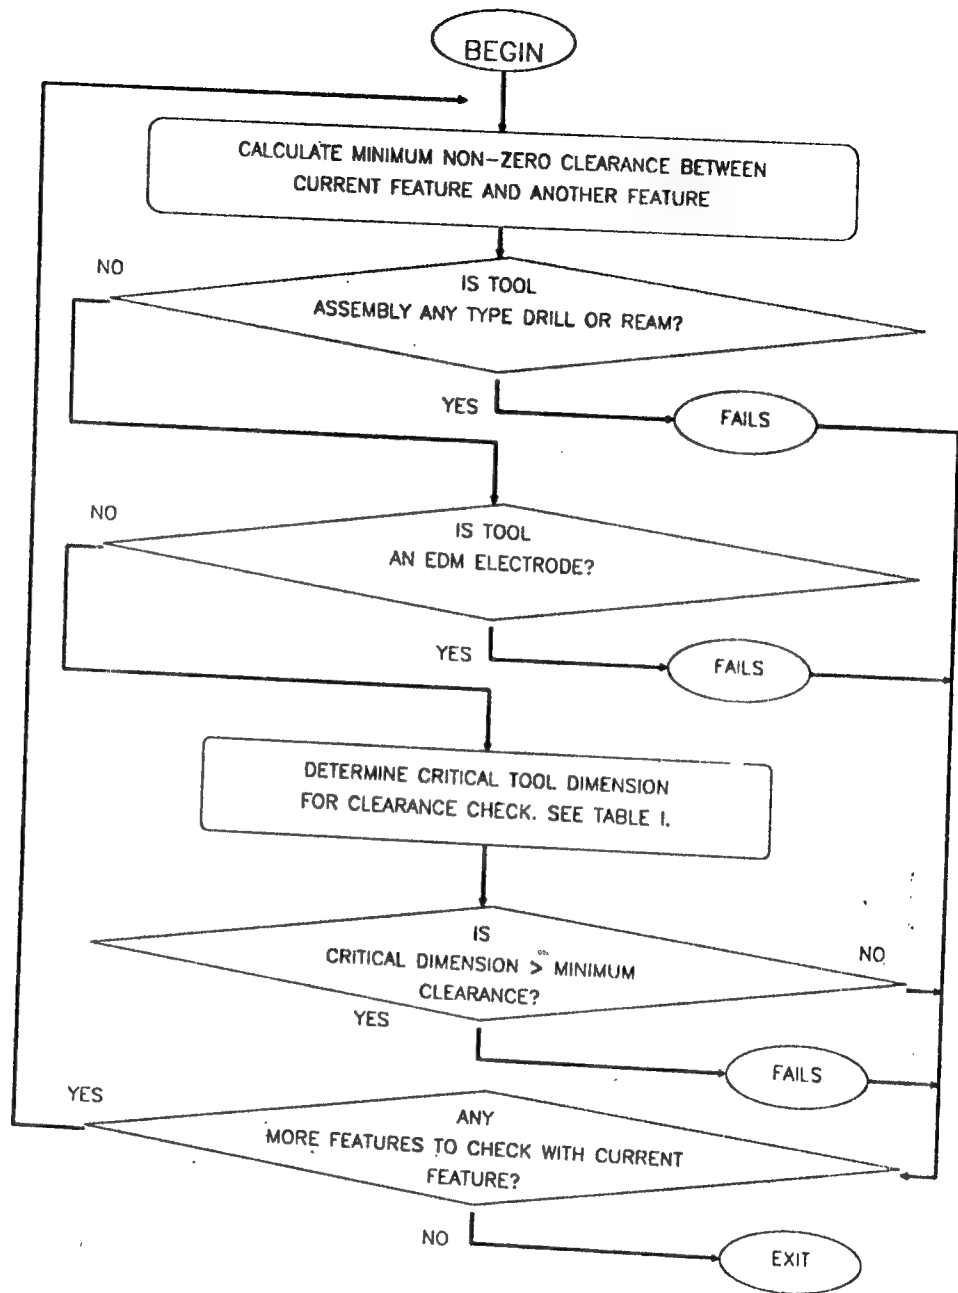 BEGIN
CALCULATE MINIMUM NON-ZERO CLEARANCE BETWEEN
CURRENT FEATURE AND ANOTHER FEATURE
NO
IS TOOL
ASSEMBLY ANY TYPE DRILL OR REAM?
YES
FAILS
NO
IS TOOL
AN EDM ELECTRODE?
YES
FAILS
DETERMINE CRITICAL TOOL DIMENSION
FOR CLEARANCE CHECK. SEE TABLE I.
IS
CRITICAL DIMENSION > MINIMUM
CLEARANCE?
NO
YES
FAILS
YES
ANY
MORE FEATURES TO CHECK WITH CURRENT
FEATURE?
NO
EXIT